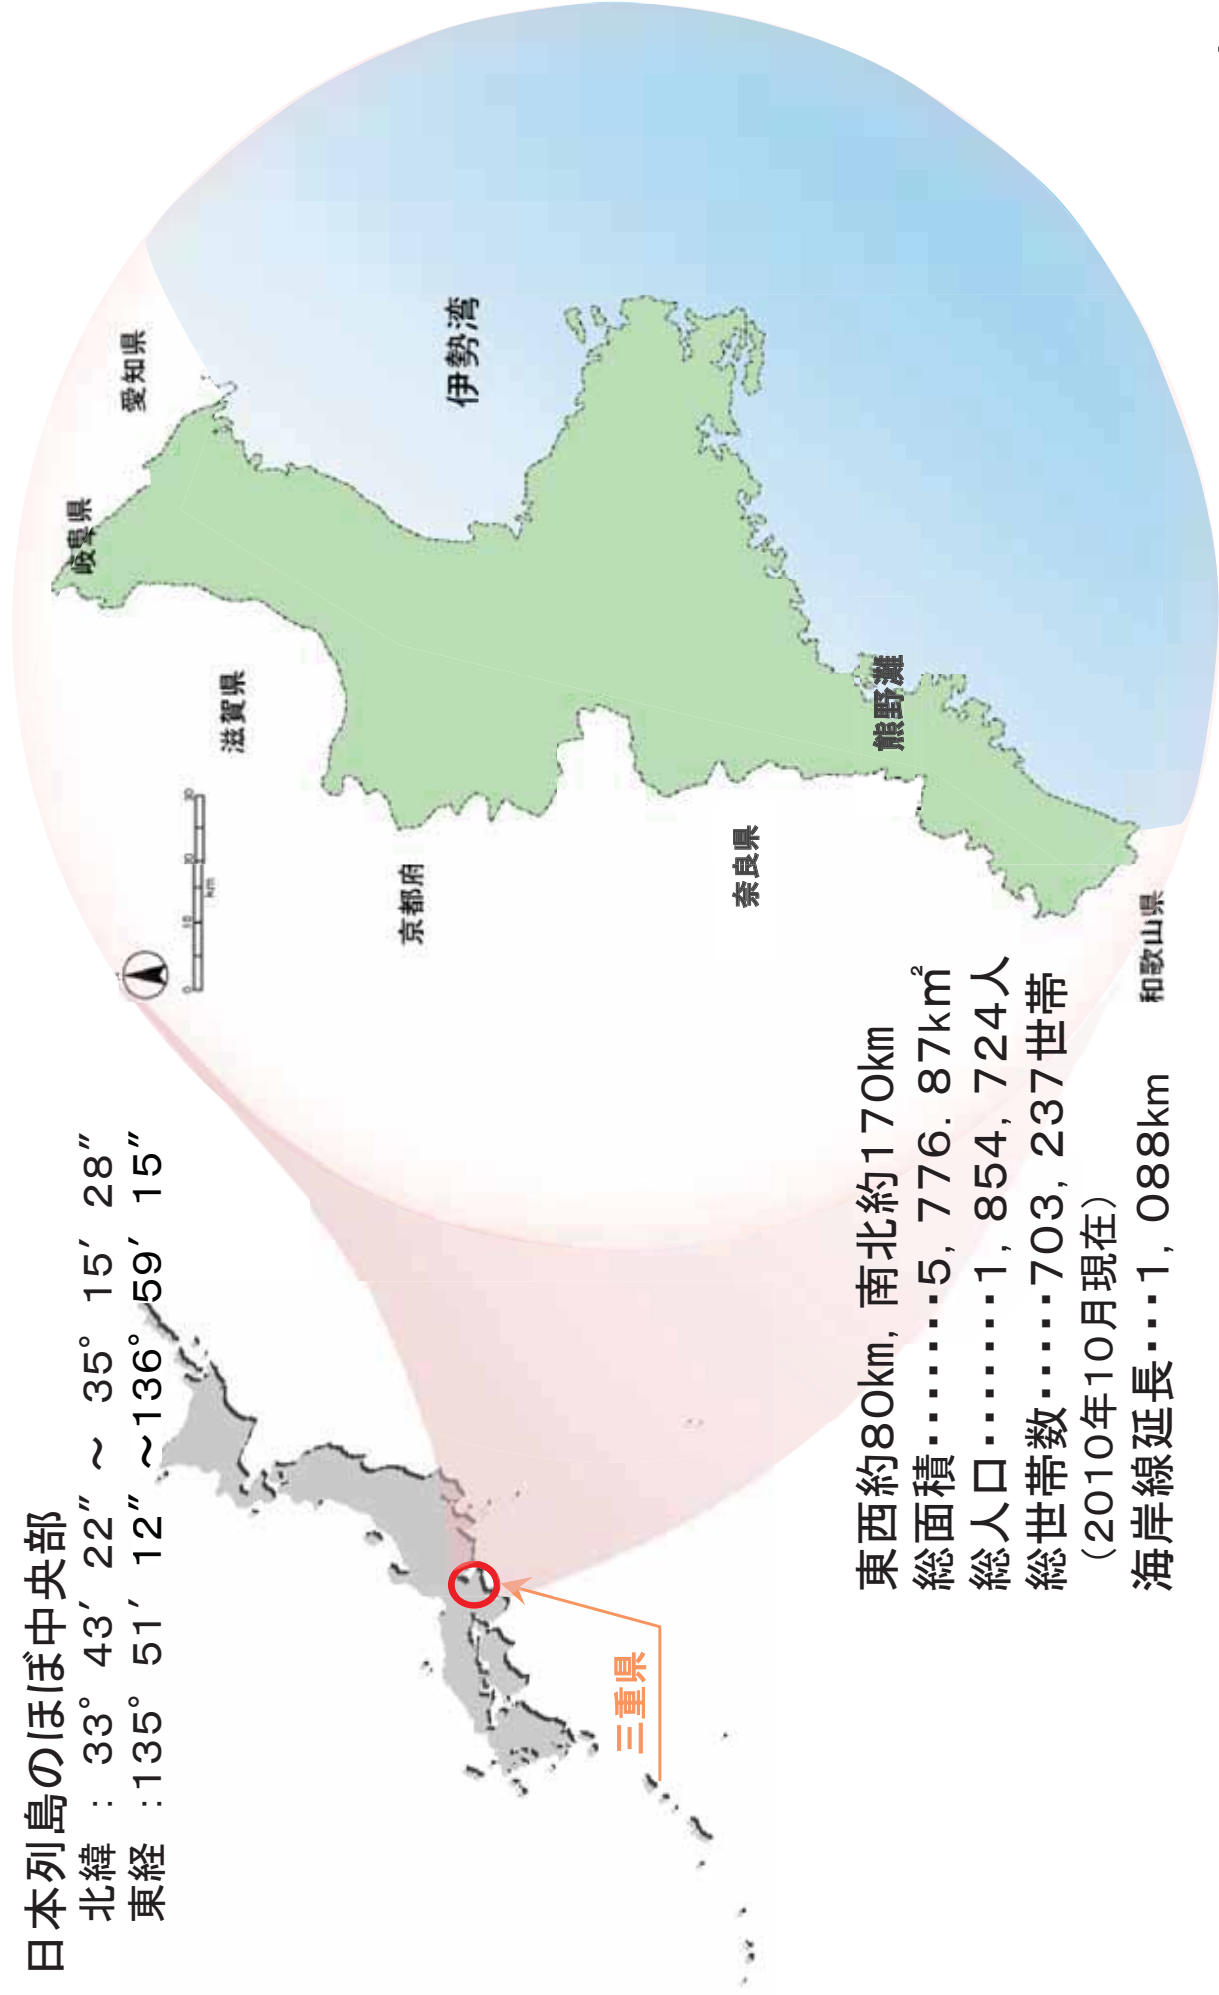 日本列島のほぼ中央部
北緯 : 33° 43′ 22″ ～ 35° 15′ 28″
東経 :135° 51′ 12″ ～136° 59′ 15″
三重県
岐阜県
愛知県
滋賀県
伊勢湾
京都府
奈良県
熊野灘
和歌山県
0 10 20 30
km
東西約80km, 南北約170km
総面積・・・・・・・・5, 776. 87km²
総人口・・・・・・・・1, 854, 724人
総世帯数・・・・・703, 237世帯
（2010年10月現在）
海岸線延長・・・1, 088km